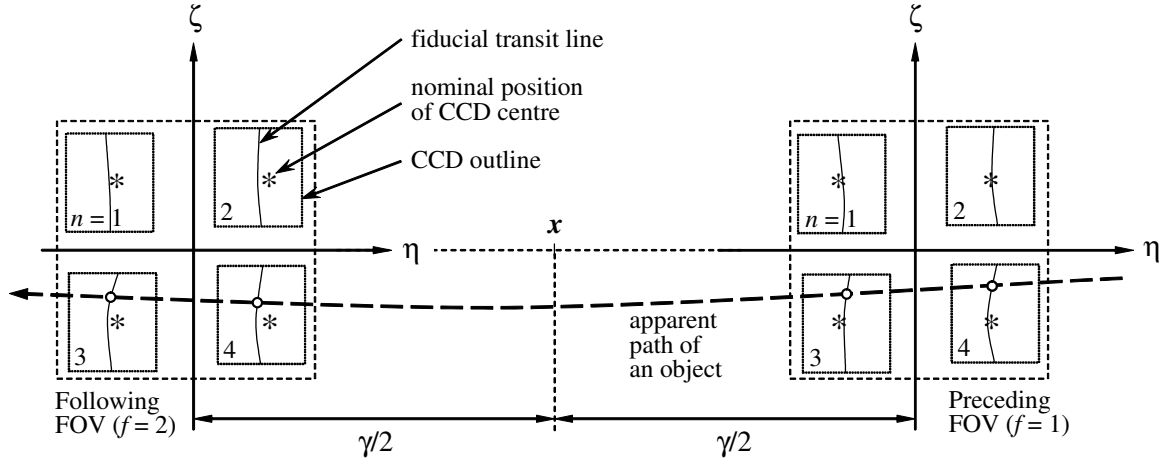 ζ
fiducial transit line
nominal position
of CCD centre
CCD outline
ζ
n = 1
2
η
x
n = 1
2
η
3
4
apparent
path of
an object
3
4
Following
FOV (f = 2)
γ/2
γ/2
Preceding
FOV (f = 1)